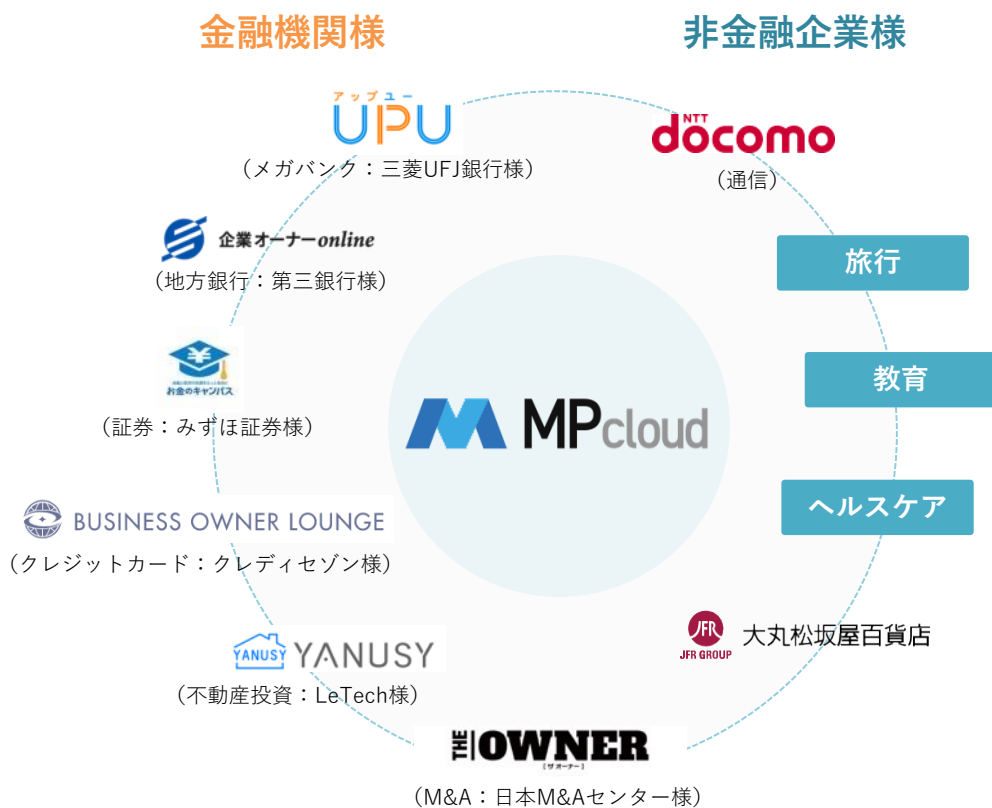 金融機関様
非金融企業様
アップユー
UPU
（メガバンク：三菱UFJ銀行様）
NTT
docomo
（通信）
企業オーナーonline
（地方銀行：第三銀行様）
旅行
¥
お金のキャンパス
（証券：みずほ証券様）
教育
MPcloud
BUSINESS OWNER LOUNGE
（クレジットカード：クレディセゾン様）
ヘルスケア
JFR
JFR GROUP
大丸松坂屋百貨店
YANUSY
YANUSY
（不動産投資：LeTech様）
THE OWNER
［ザ オーナー］
（M&A：日本M&Aセンター様）